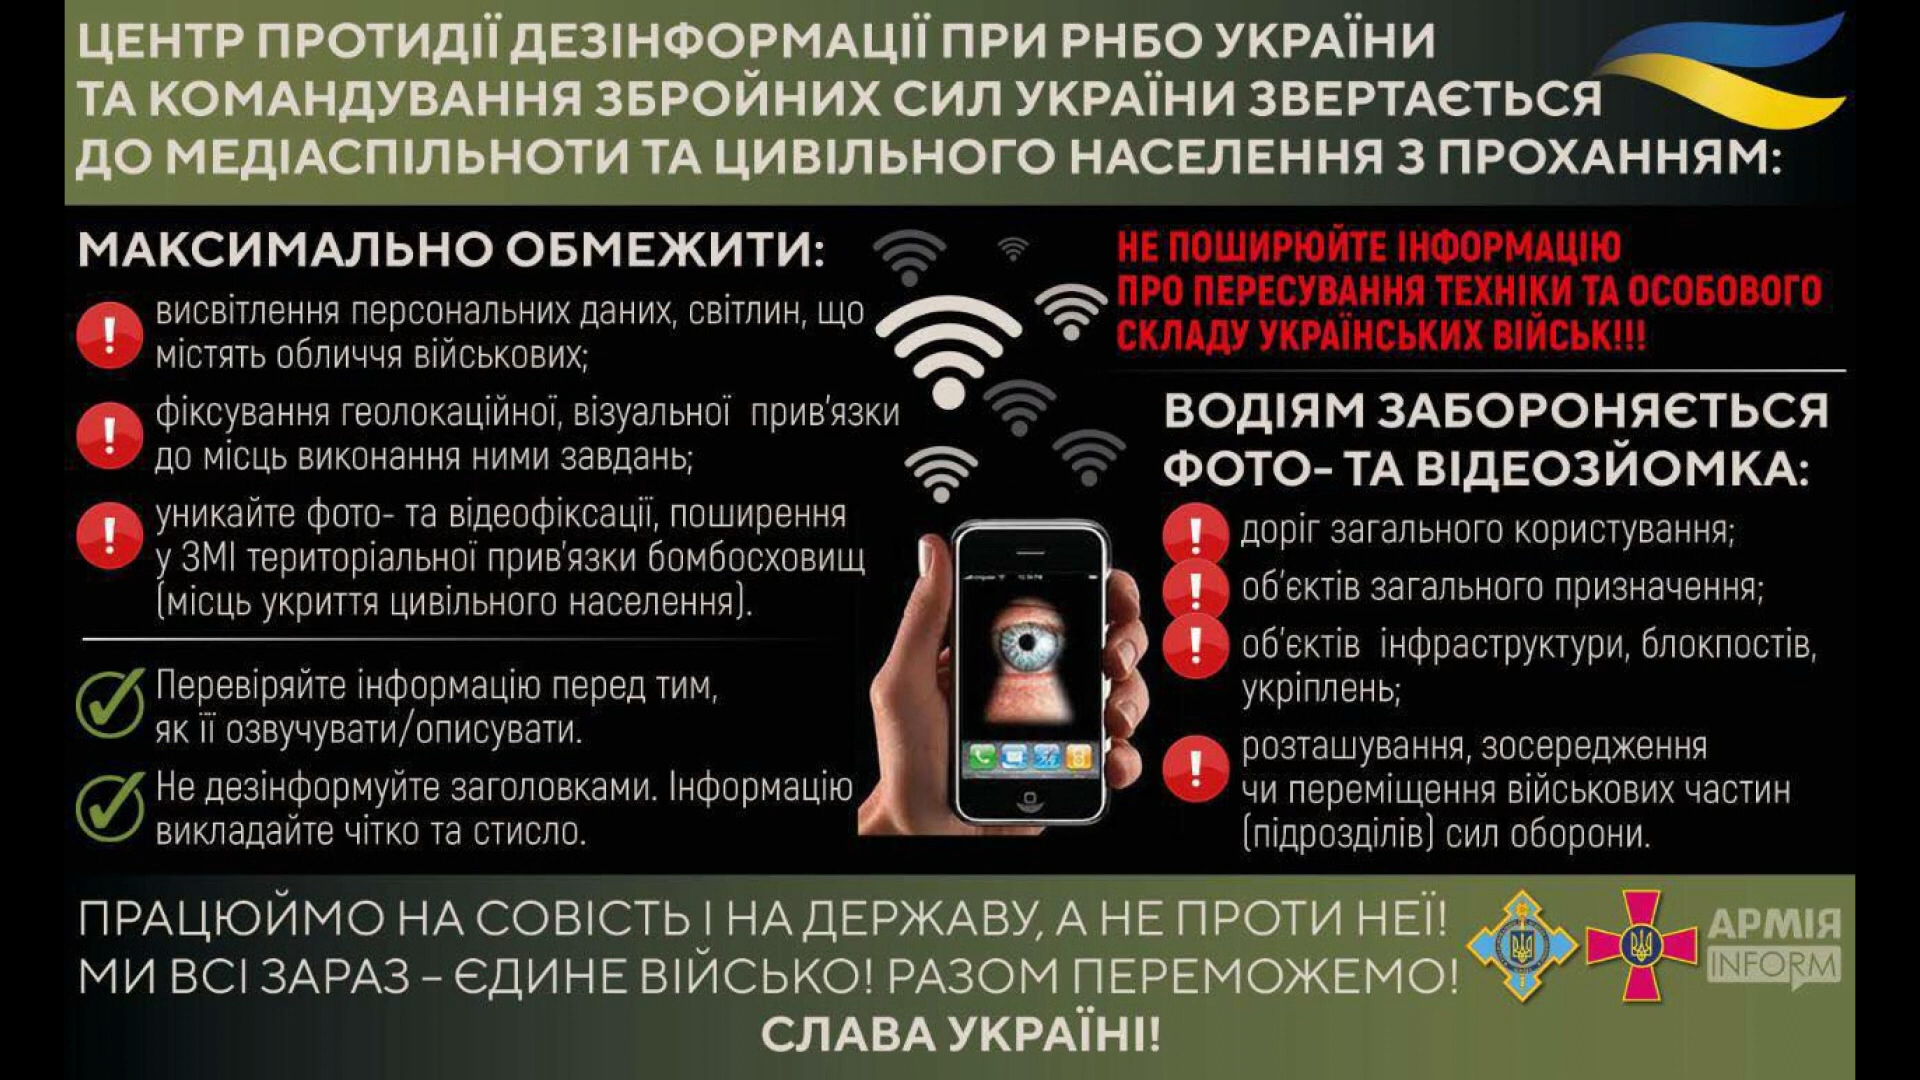 ЦЕНТР ПРОТИДІЇ ДЕЗІНФОРМАЦІЇ ПРИ РНБО УКРАЇНИ
ТА КОМАНДУВАННЯ ЗБРОЙНИХ СИЛ УКРАЇНИ ЗВЕРТАЄТЬСЯ
ДО МЕДІАСПІЛЬНОТИ ТА ЦИВІЛЬНОГО НАСЕЛЕННЯ З ПРОХАННЯМ:
МАКСИМАЛЬНО ОБМЕЖИТИ:
висвітлення персональних даних, світлин, що
містять обличчя військових;
фіксування геолокаційної, візуальної прив'язки
до місць виконання ними завдань;
уникайте фото- та відеофіксації, поширення
у ЗМІ територіальної прив'язки бомбосховищ
(місць укриття цивільного населення).
Перевіряйте інформацію перед тим,
як її озвучувати/описувати.
Не дезінформуйте заголовками. Інформацію
викладайте чітко та стисло.
НЕ ПОШИРЮЙТЕ ІНФОРМАЦІЮ
ПРО ПЕРЕСУВАННЯ ТЕХНІКИ ТА ОСОБОВОГО
СКЛАДУ УКРАЇНСЬКИХ ВІЙСЬК!!!
ВОДІЯМ ЗАБОРОНЯЄТЬСЯ
ФОТО- ТА ВІДЕОЗЙОМКА:
доріг загального користування;
об'єктів загального призначення;
об'єктів інфраструктури, блокпостів,
укріплень;
розташування, зосередження
чи переміщення військових частин
(підрозділів) сил оборони.
ПРАЦЮЙМО НА СОВІСТЬ І НА ДЕРЖАВУ, А НЕ ПРОТИ НЕЇ!
МИ ВСІ ЗАРАЗ – ЄДИНЕ ВІЙСЬКО! РАЗОМ ПЕРЕМОЖЕМО!
СЛАВА УКРАЇНІ!
АРМІЯ
INFORM